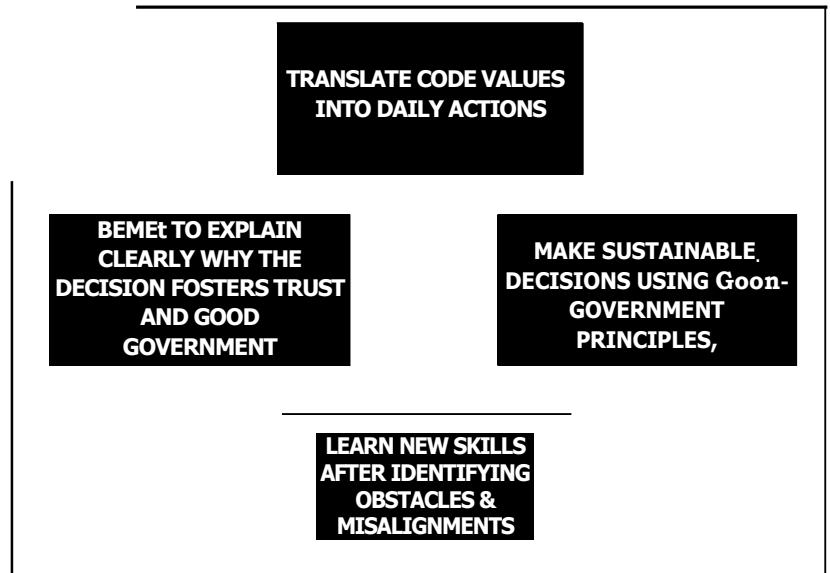 TRANSLATE CODE VALUES
INTO DAILY ACTIONS
BEMEt TO EXPLAIN
CLEARLY WHY THE
DECISION FOSTERS TRUST
AND GOOD
GOVERNMENT
MAKE SUSTAINABLE.
DECISIONS USING Goon-
GOVERNMENT
PRINCIPLES,
LEARN NEW SKILLS
AFTER IDENTIFYING
OBSTACLES &
MISALIGNMENTS